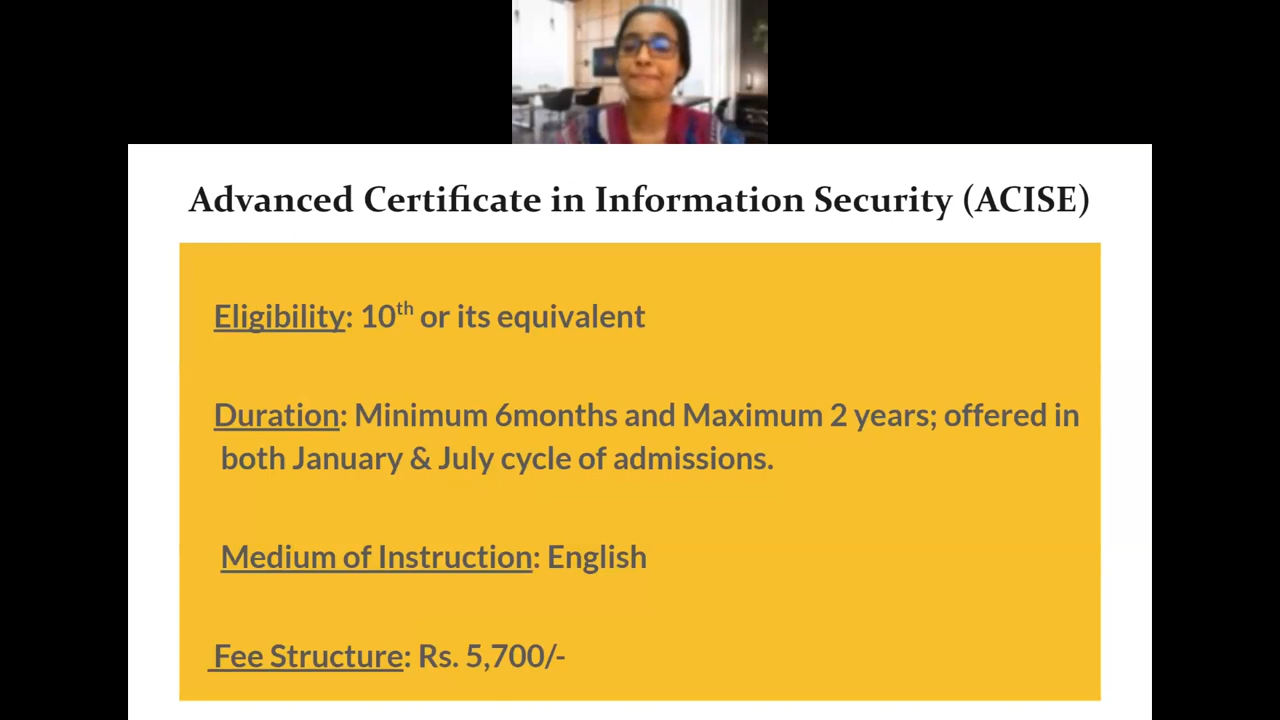 Advanced Certificate in Information Security (ACISE)
Eligibility: 10th or its equivalent
Duration: Minimum 6months and Maximum 2 years; offered in
both January & July cycle of admissions.
Medium of Instruction: English
Fee Structure: Rs. 5,700/-